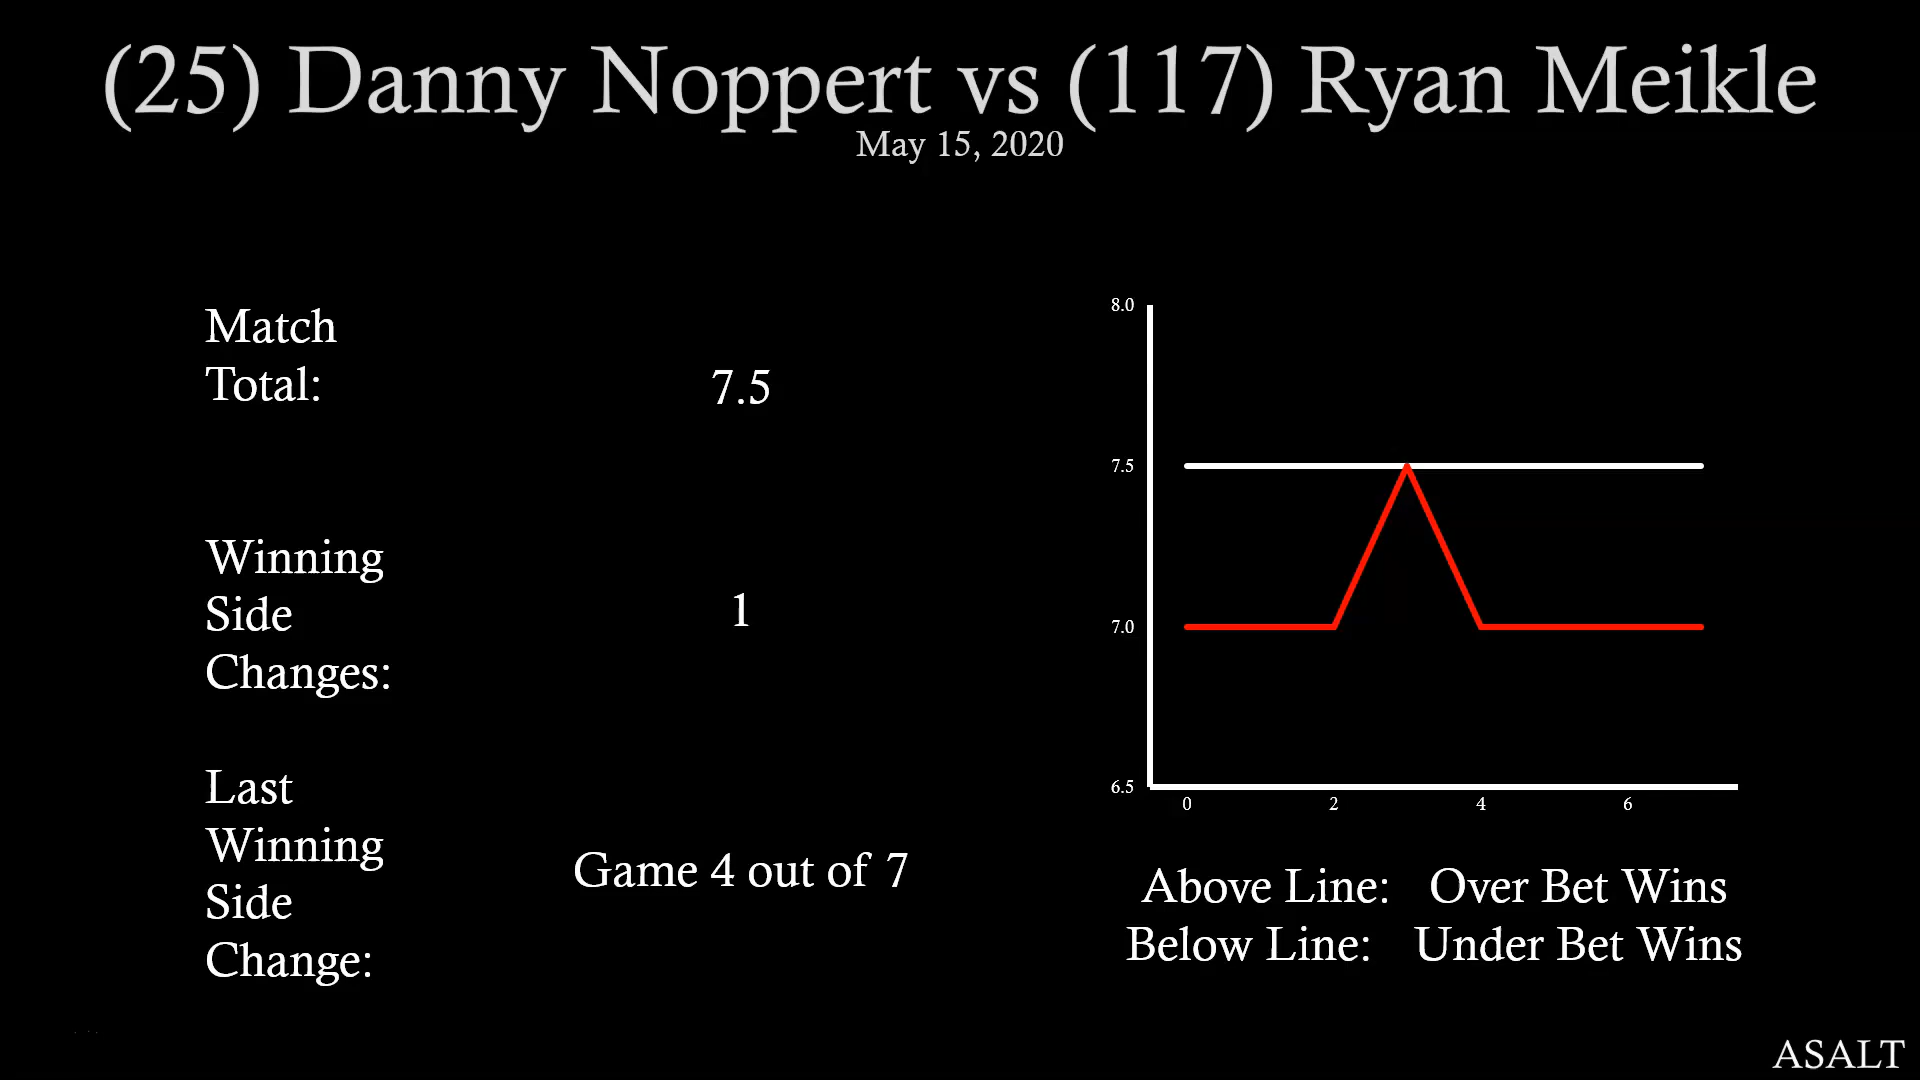 (25) Danny Noppert vs (117) Ryan Meikle
May 15, 2020
Match
Total:
7.5
Winning
Side
Changes:
1
Last
Winning
Side
Change:
Game 4 out of 7
8.0
7.5
7.0
6.5
0 2 4 6
Above Line: Over Bet Wins
Below Line: Under Bet Wins
ASALT